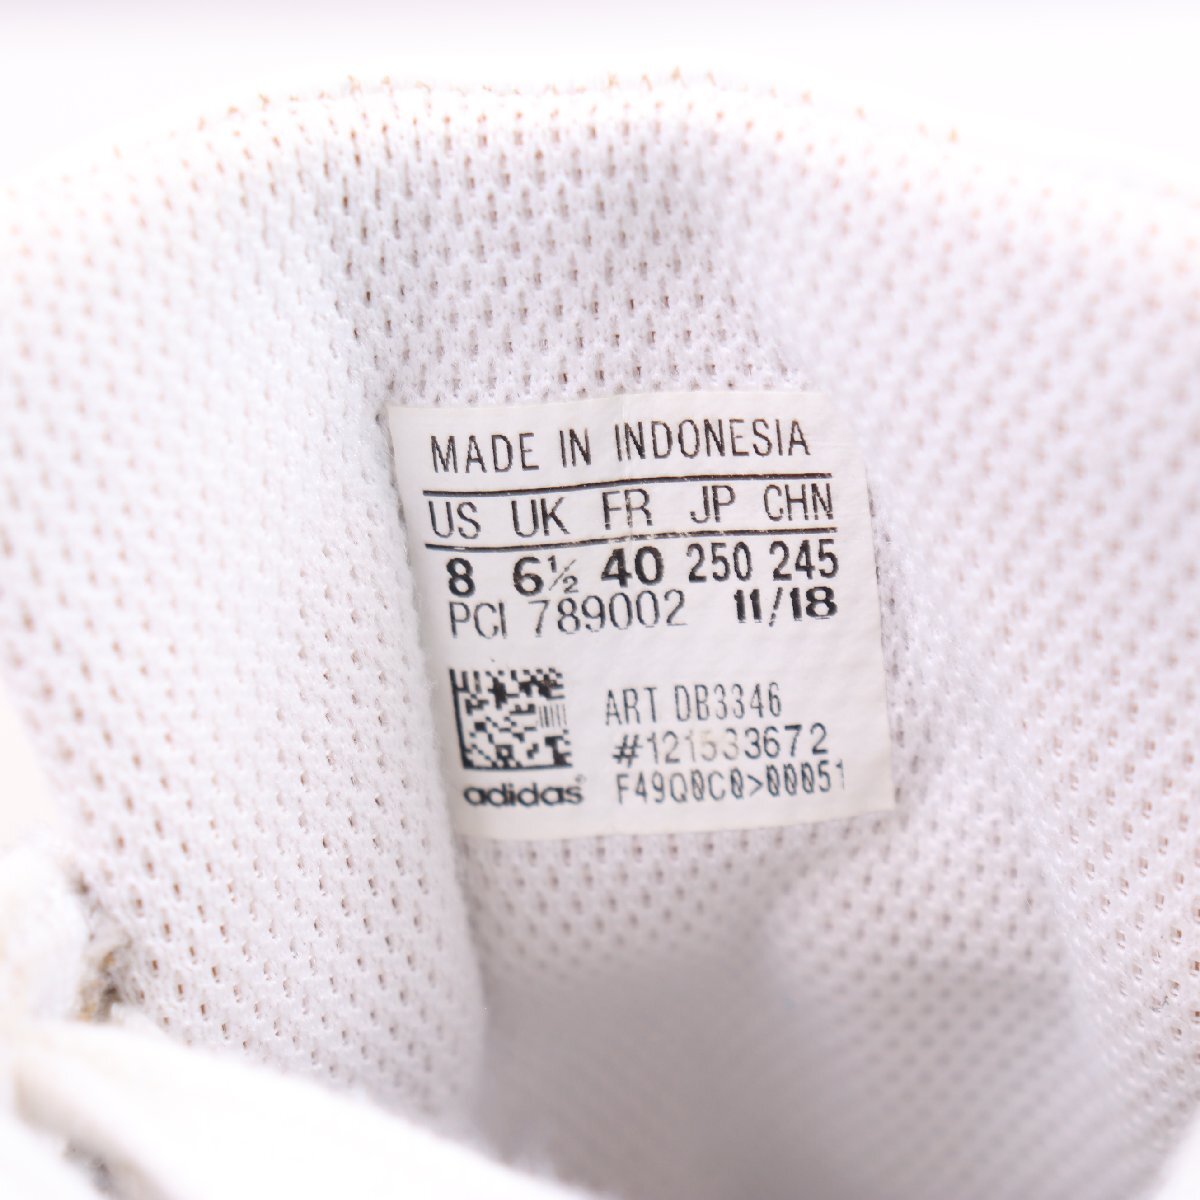 MADE IN INDONESIA
US UK FR JP CHN
8 6½ 40 250 245
PCI 789002 11/18
ART DB3346
#121533672
adidas® F49Q0C0>00051